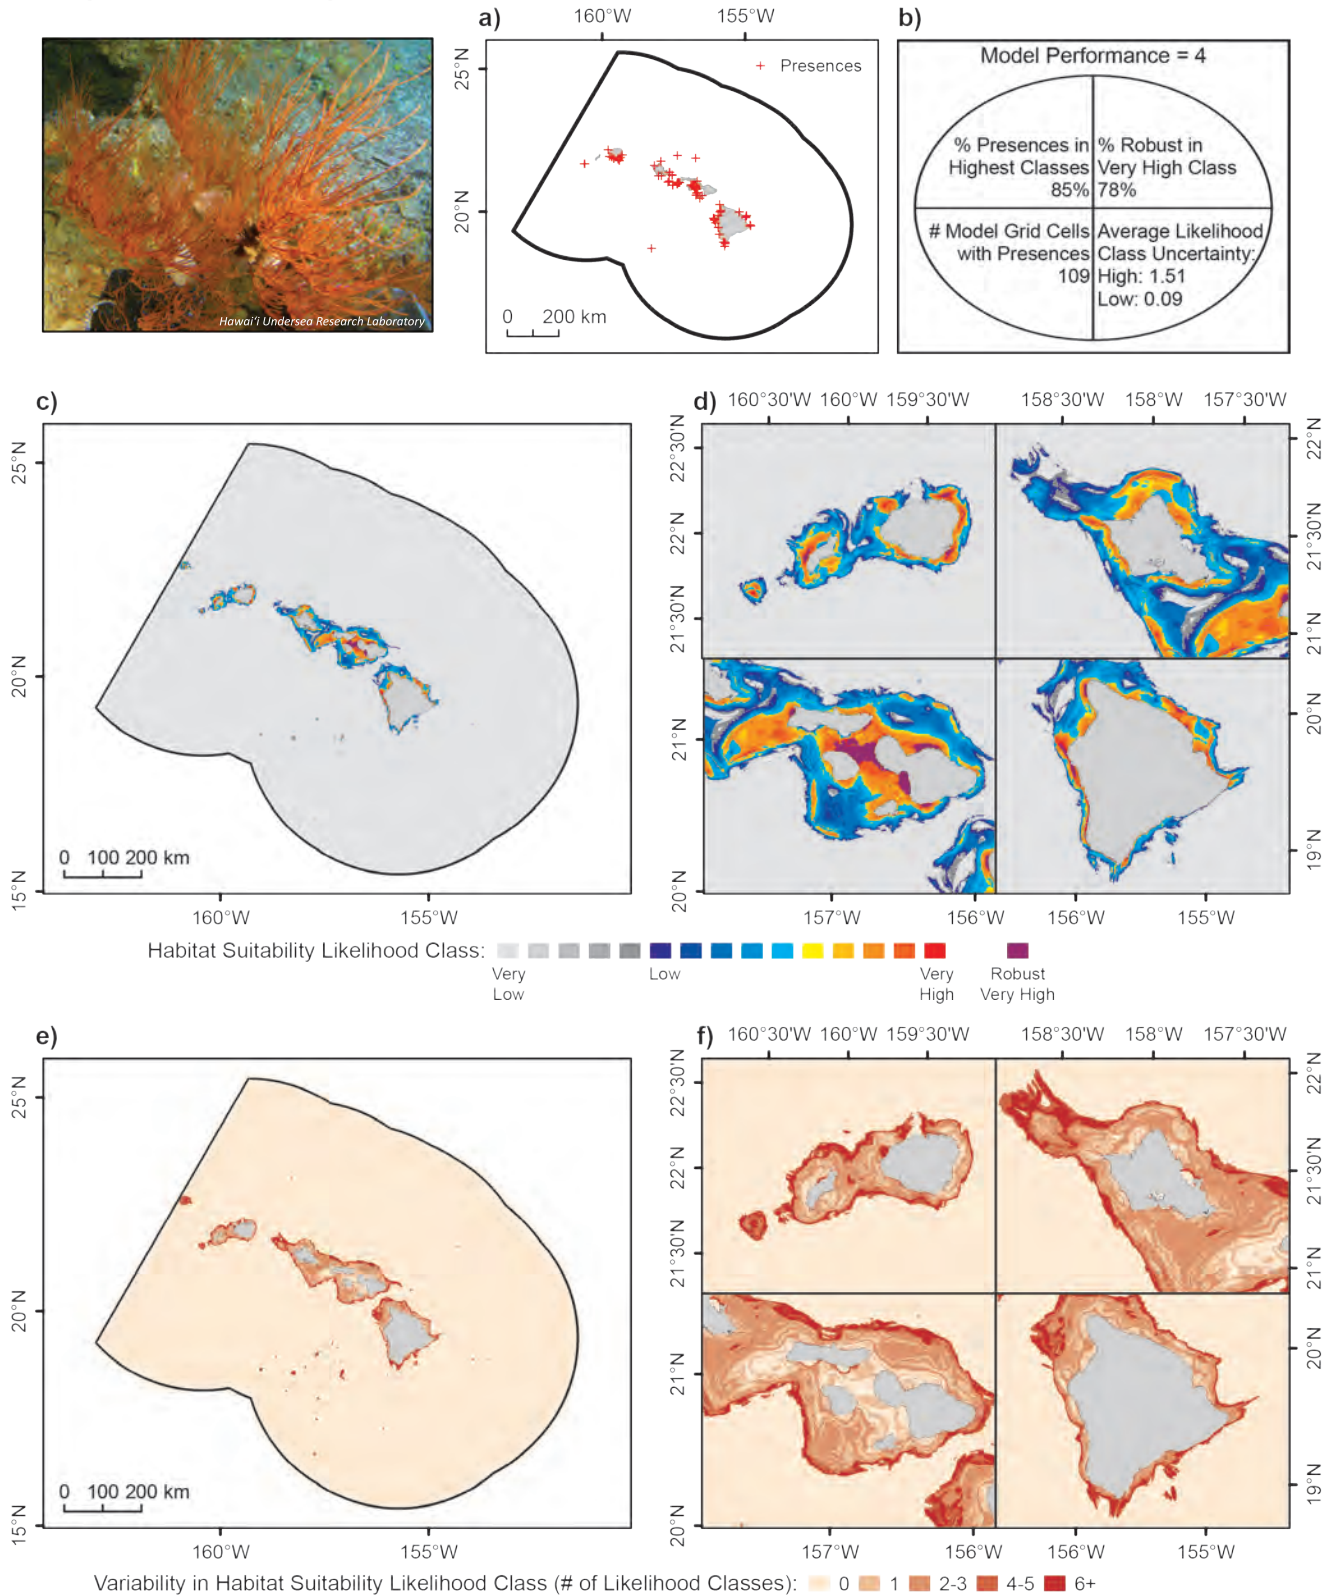 a)
160°W 155°W
b)
25°N
20°N
+ Presences
0 200 km
Hawai‘i Undersea Research Laboratory
Model Performance = 4
% Presences in
Highest Classes
85%
% Robust in
Very High Class
78%
# Model Grid Cells
with Presences
109
Average Likelihood
Class Uncertainty:
High: 1.51
Low: 0.09
c)
25°N
20°N
15°N
0 100 200 km
160°W 155°W
d)
160°30'W 160°W 159°30'W 158°30'W 158°W 157°30'W
22°30'N
22°N
21°30'N
21°N
20°N
22°N
21°30'N
21°N
20°N
19°N
157°W 156°W 156°W 155°W
Habitat Suitability Likelihood Class:
Very
Low
Low
Very
High
Robust
Very High
e)
25°N
20°N
15°N
0 100 200 km
160°W 155°W
f)
160°30'W 160°W 159°30'W 158°30'W 158°W 157°30'W
22°30'N
22°N
21°30'N
21°N
20°N
22°N
21°30'N
21°N
20°N
19°N
157°W 156°W 156°W 155°W
Variability in Habitat Suitability Likelihood Class (# of Likelihood Classes): 0 1 2-3 4-5 6+